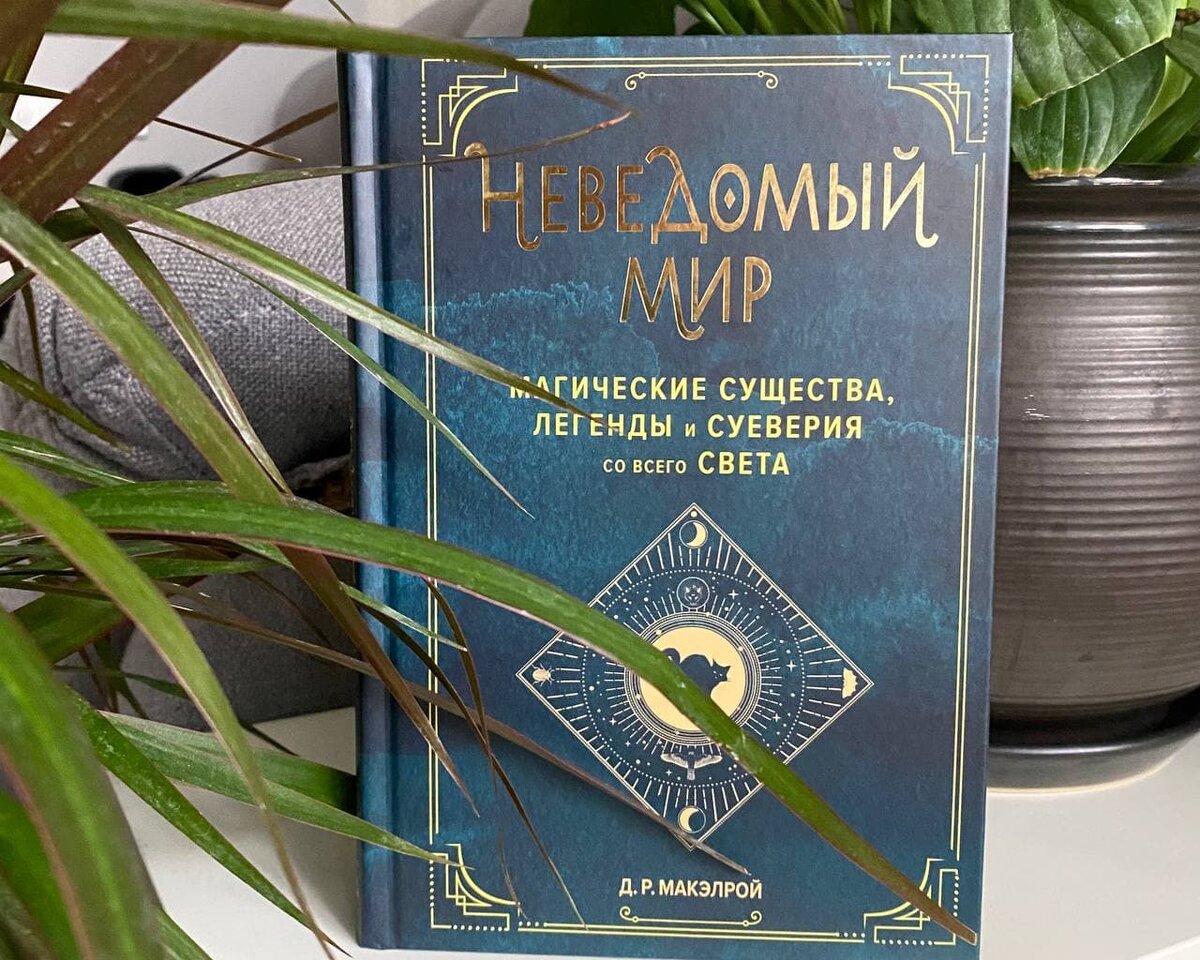 НЕВЕДОМЫЙ
МИР
МАГИЧЕСКИЕ СУЩЕСТВА,
ЛЕГЕНДЫ И СУЕВЕРИЯ
СО ВСЕГО СВЕТА
Д. Р. МАКЭЛРОЙ